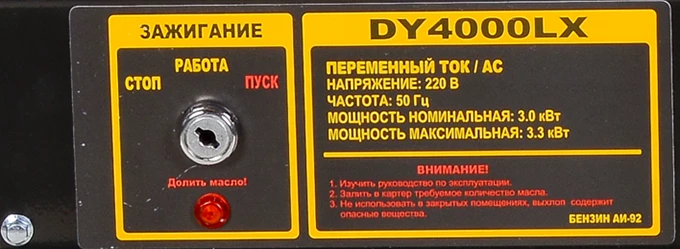 ЗАЖИГАНИЕ
РАБОТА
СТОП
ПУСК
Долить масло!
DY4000LX
ПЕРЕМЕННЫЙ ТОК / AC
НАПРЯЖЕНИЕ: 220 В
ЧАСТОТА: 50 Гц
МОЩНОСТЬ НОМИНАЛЬНАЯ: 3.0 кВт
МОЩНОСТЬ МАКСИМАЛЬНАЯ: 3.3 кВт
ВНИМАНИЕ!
1. Изучить руководство по эксплуатации.
2. Залить в картер требуемое количество масла.
3. Не использовать в закрытых помещениях, выхлоп содержит
опасные вещества.
БЕНЗИН АИ-92